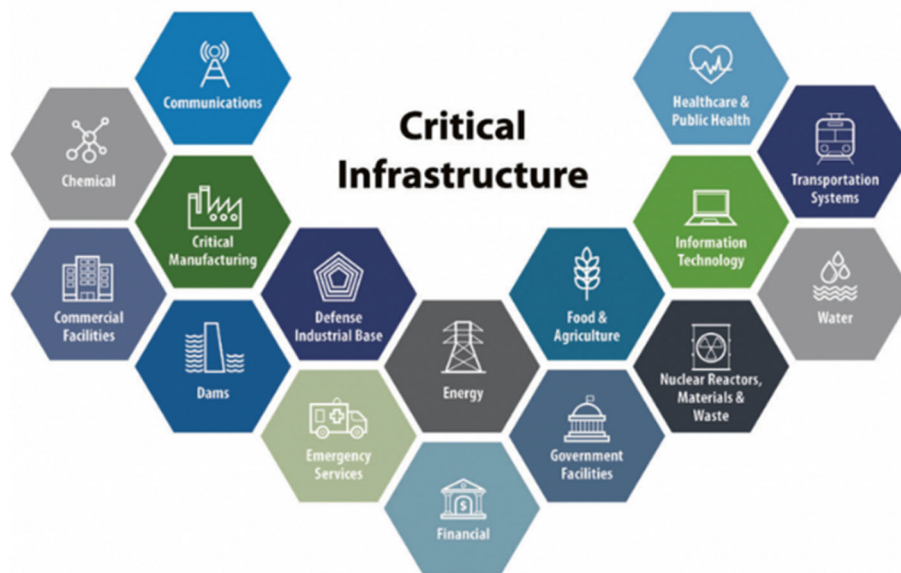 Communications
Healthcare &
Public Health
Critical
Infrastructure
Chemical
Transportation
Systems
Critical
Manufacturing
Information
Technology
Commercial
Facilities
Defense
Industrial Base
Food &
Agriculture
Water
Dams
Energy
Nuclear Reactors,
Materials &
Waste
Emergency
Services
Government
Facilities
$
Financial